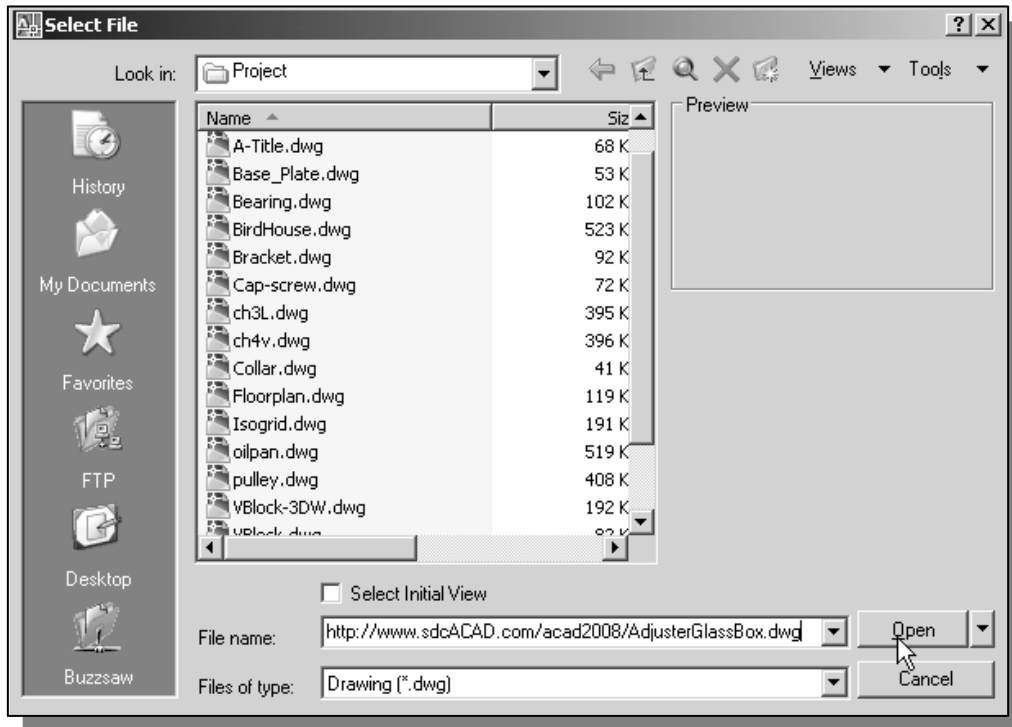 Select File
Look in: Project Views Tools
Name Siz Preview
A-Title.dwg 68 K
Base_Plate.dwg 53 K
Bearing.dwg 102 K
BirdHouse.dwg 523 K
Bracket.dwg 92 K
Cap-screw.dwg 72 K
ch3L.dwg 395 K
ch4v.dwg 396 K
Collar.dwg 41 K
Floorplan.dwg 119 K
Isogrid.dwg 191 K
oilpan.dwg 519 K
pulley.dwg 408 K
VBlock-3DW.dwg 192 K
VBlock.dwg
History
My Documents
Favorites
FTP
Desktop
Buzzsaw
Select Initial View
File name: http://www.sdcACAD.com/acad2008/AdjusterGlassBox.dwg Open
Files of type: Drawing (*.dwg) Cancel